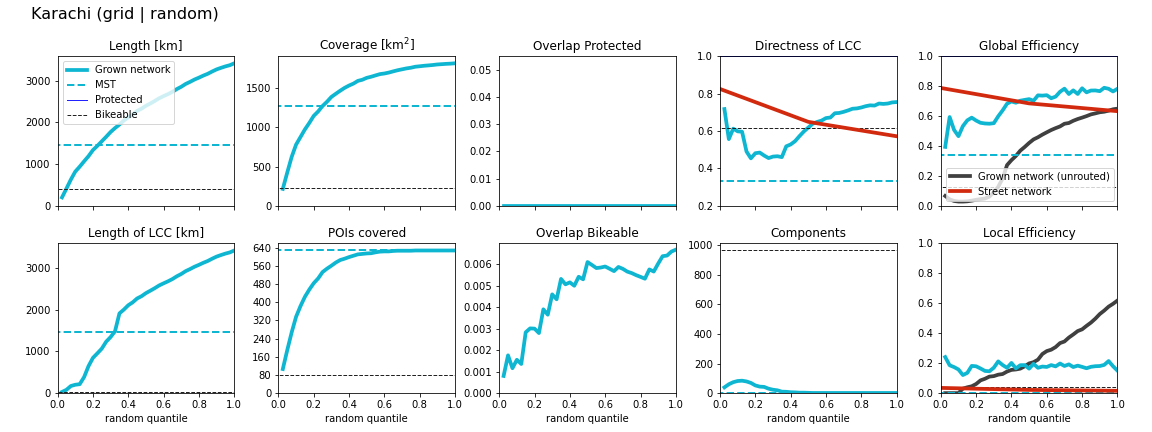 Karachi (grid | random)
Length [km]
Coverage [km²]
Overlap Protected
Directness of LCC
Global Efficiency
3000
2000
1000
0
Grown network
MST
Protected
Bikeable
1500
1000
500
0
0.05
0.04
0.03
0.02
0.01
0.00
1.0
0.8
0.6
0.4
0.2
1.0
0.8
0.6
0.4
0.2
0.0
Grown network (unrouted)
Street network
Length of LCC [km]
POIs covered
Overlap Bikeable
Components
Local Efficiency
3000
2000
1000
0
640
560
480
400
320
240
160
80
0
0.006
0.005
0.004
0.003
0.002
0.001
0.000
1000
800
600
400
200
0
1.0
0.8
0.6
0.4
0.2
0.0
0.0 0.2 0.4 0.6 0.8 1.0
0.0 0.2 0.4 0.6 0.8 1.0
0.0 0.2 0.4 0.6 0.8 1.0
0.0 0.2 0.4 0.6 0.8 1.0
0.0 0.2 0.4 0.6 0.8 1.0
random quantile
random quantile
random quantile
random quantile
random quantile